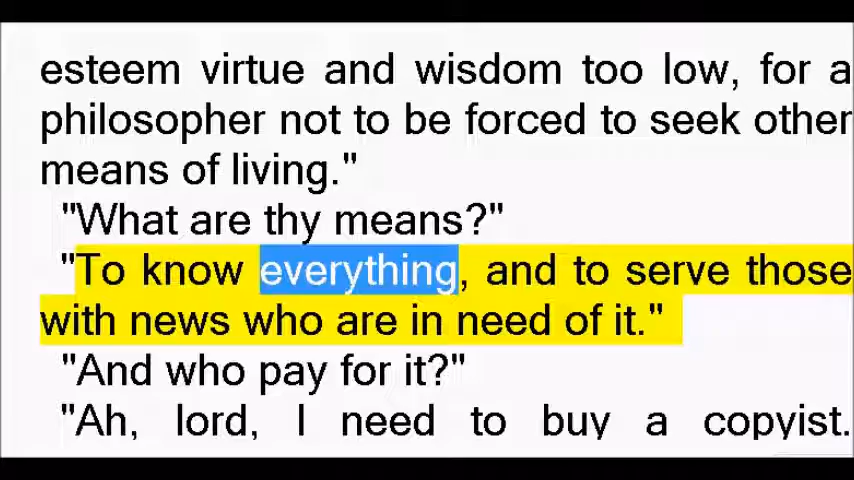 esteem virtue and wisdom too low, for a
philosopher not to be forced to seek other
means of living."
"What are thy means?"
"To know everything, and to serve those
with news who are in need of it."
"And who pay for it?"
"Ah, lord, I need to buy a copyist.